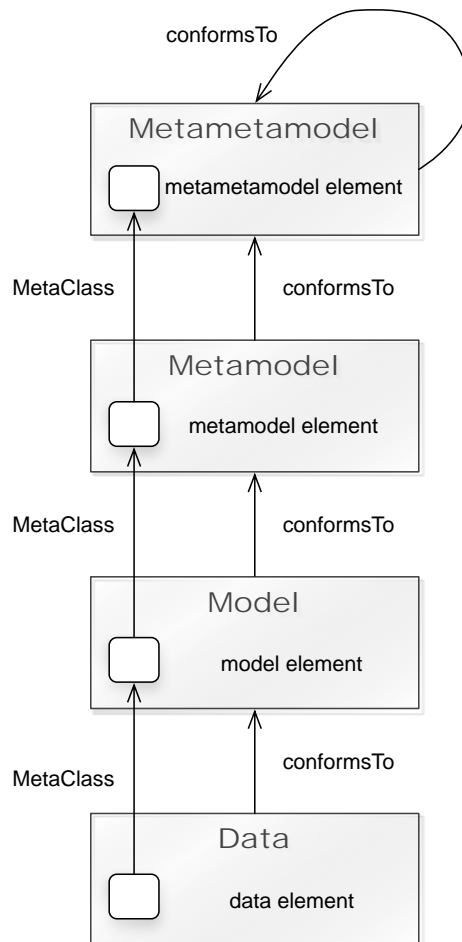 conformsTo
Metametamodel
metametamodel element
MetaClass
conformsTo
Metamodel
metamodel element
MetaClass
conformsTo
Model
model element
MetaClass
conformsTo
Data
data element